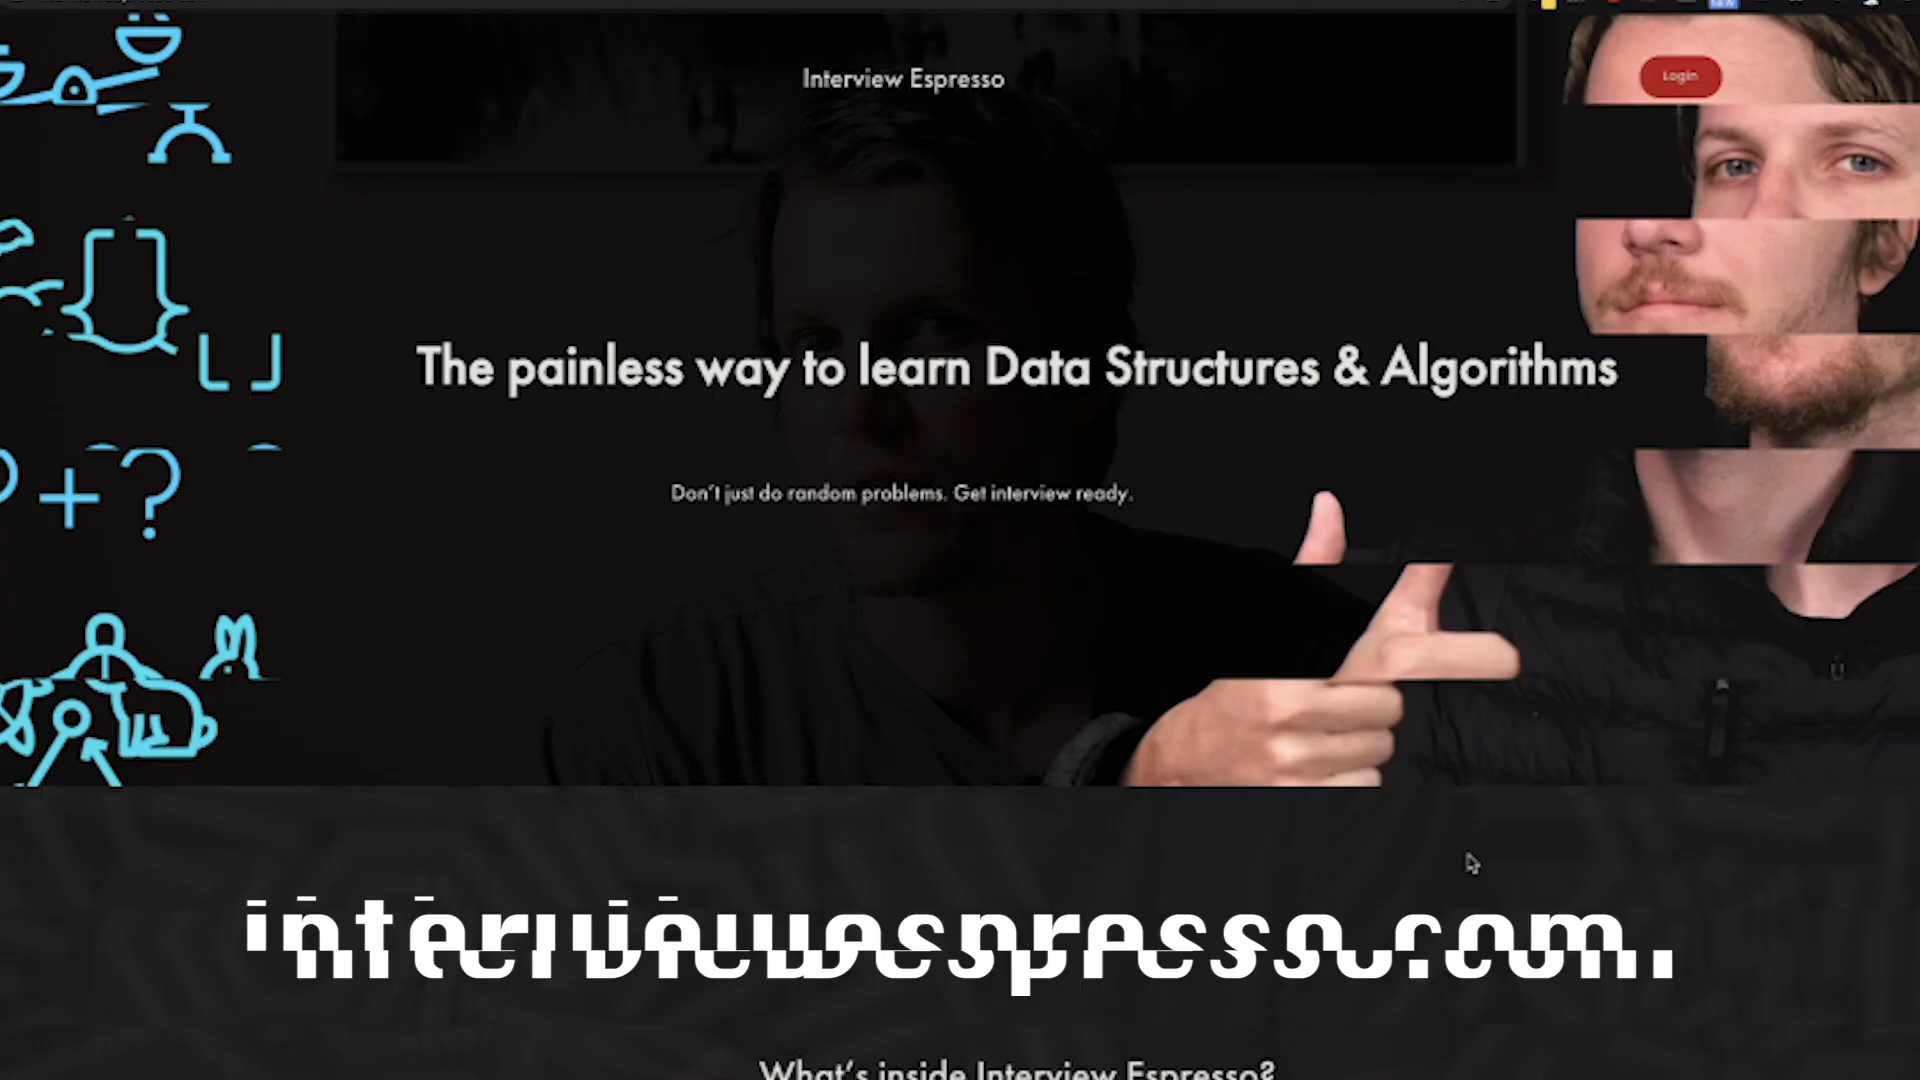 Interview Espresso
Login
The painless way to learn Data Structures & Algorithms
Don't just do random problems. Get interview ready.
interviewespresso.com.
What's inside Interview Espresso?